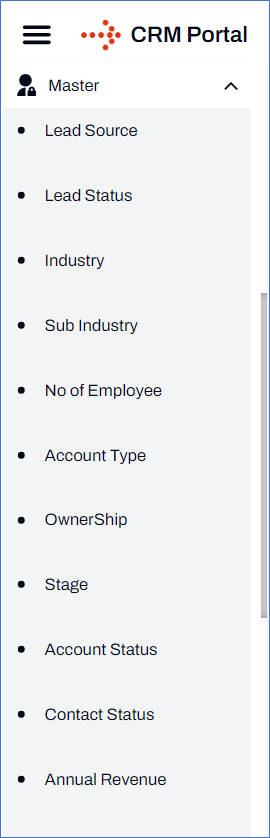 CRM Portal
Master
Lead Source
Lead Status
Industry
Sub Industry
No of Employee
Account Type
OwnerShip
Stage
Account Status
Contact Status
Annual Revenue